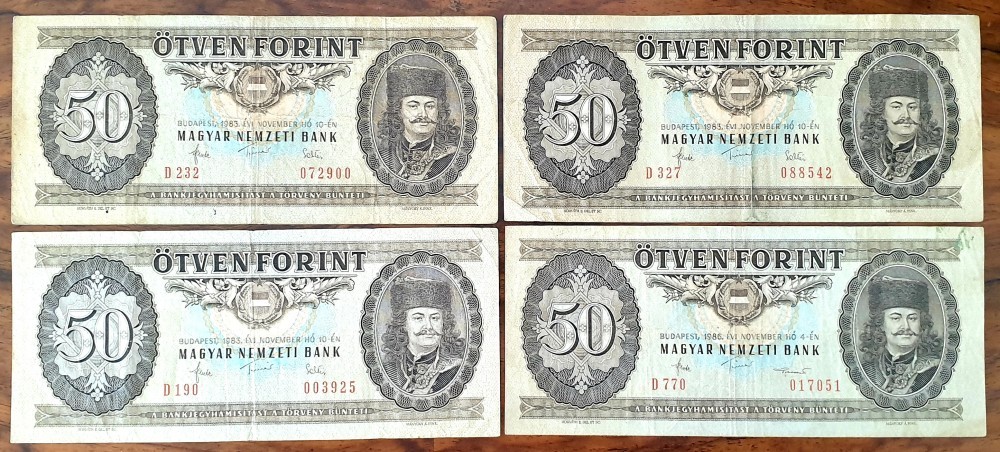 ÖTVEN FORINT
50
BUDAPEST, 1983. ÉVI NOVEMBER HÓ 10-ÉN
MAGYAR NEMZETI BANK
D 232 072900
A BANKJEGYHAMISÍTÁST A TÖRVÉNY BÜNTETI
ÖTVEN FORINT
50
BUDAPEST, 1983. ÉVI NOVEMBER HÓ 10-ÉN
MAGYAR NEMZETI BANK
D 327 088542
A BANKJEGYHAMISÍTÁST A TÖRVÉNY BÜNTETI
ÖTVEN FORINT
50
BUDAPEST, 1983. ÉVI NOVEMBER HÓ 10-ÉN
MAGYAR NEMZETI BANK
D 190 003925
A BANKJEGYHAMISÍTÁST A TÖRVÉNY BÜNTETI
ÖTVEN FORINT
50
BUDAPEST, 1986. ÉVI NOVEMBER HÓ 4-ÉN
MAGYAR NEMZETI BANK
D 770 017051
A BANKJEGYHAMISÍTÁST A TÖRVÉNY BÜNTETI